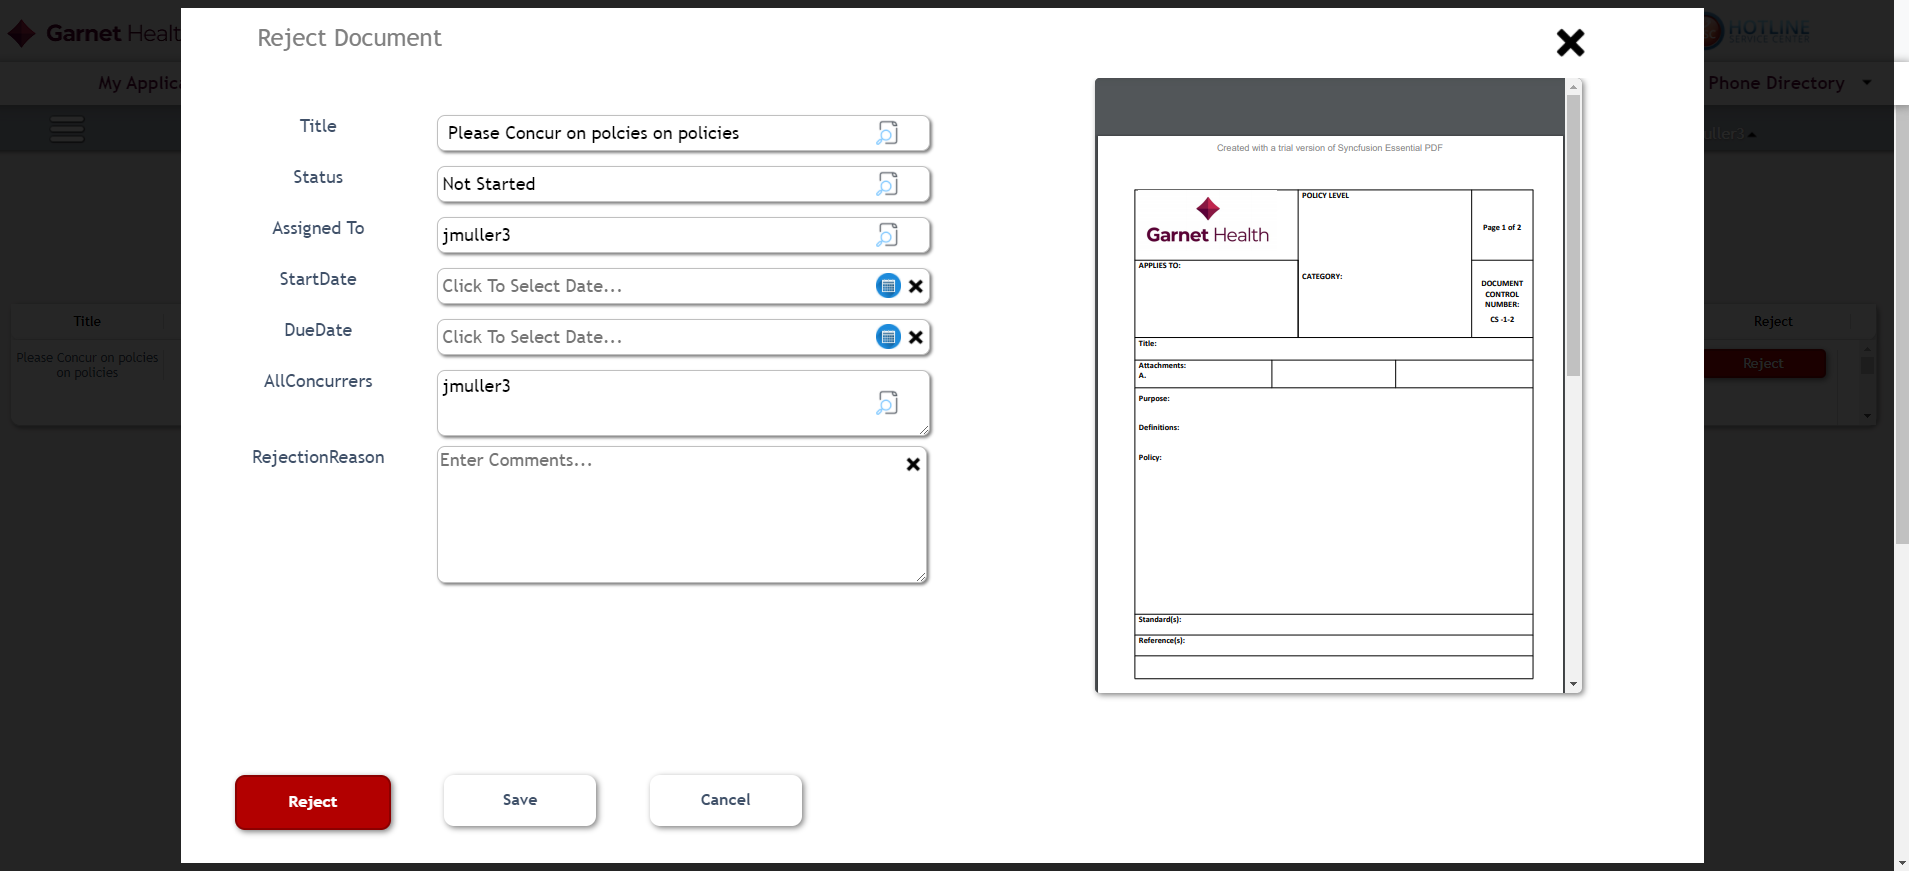 Garnet Healt
HOTLINE
SERVICE CENTER
My Applica
Phone Directory
uller3
Reject Document
Title
Please Concur on polcies on policies
Status
Not Started
Assigned To
jmuller3
StartDate
Click To Select Date...
DueDate
Click To Select Date...
AllConcurrers
jmuller3
RejectionReason
Enter Comments...
Reject
Save
Cancel
Title
Please Concur on polcies
on policies
Reject
Reject
Created with a trial version of Syncfusion Essential PDF
Garnet Health
POLICY LEVEL
Page 1 of 2
APPLIES TO:
CATEGORY:
DOCUMENT
CONTROL
NUMBER:
CS -1-2
Title:
Attachments:
A.
Purpose:
Definitions:
Policy:
Standard(s):
Reference(s):